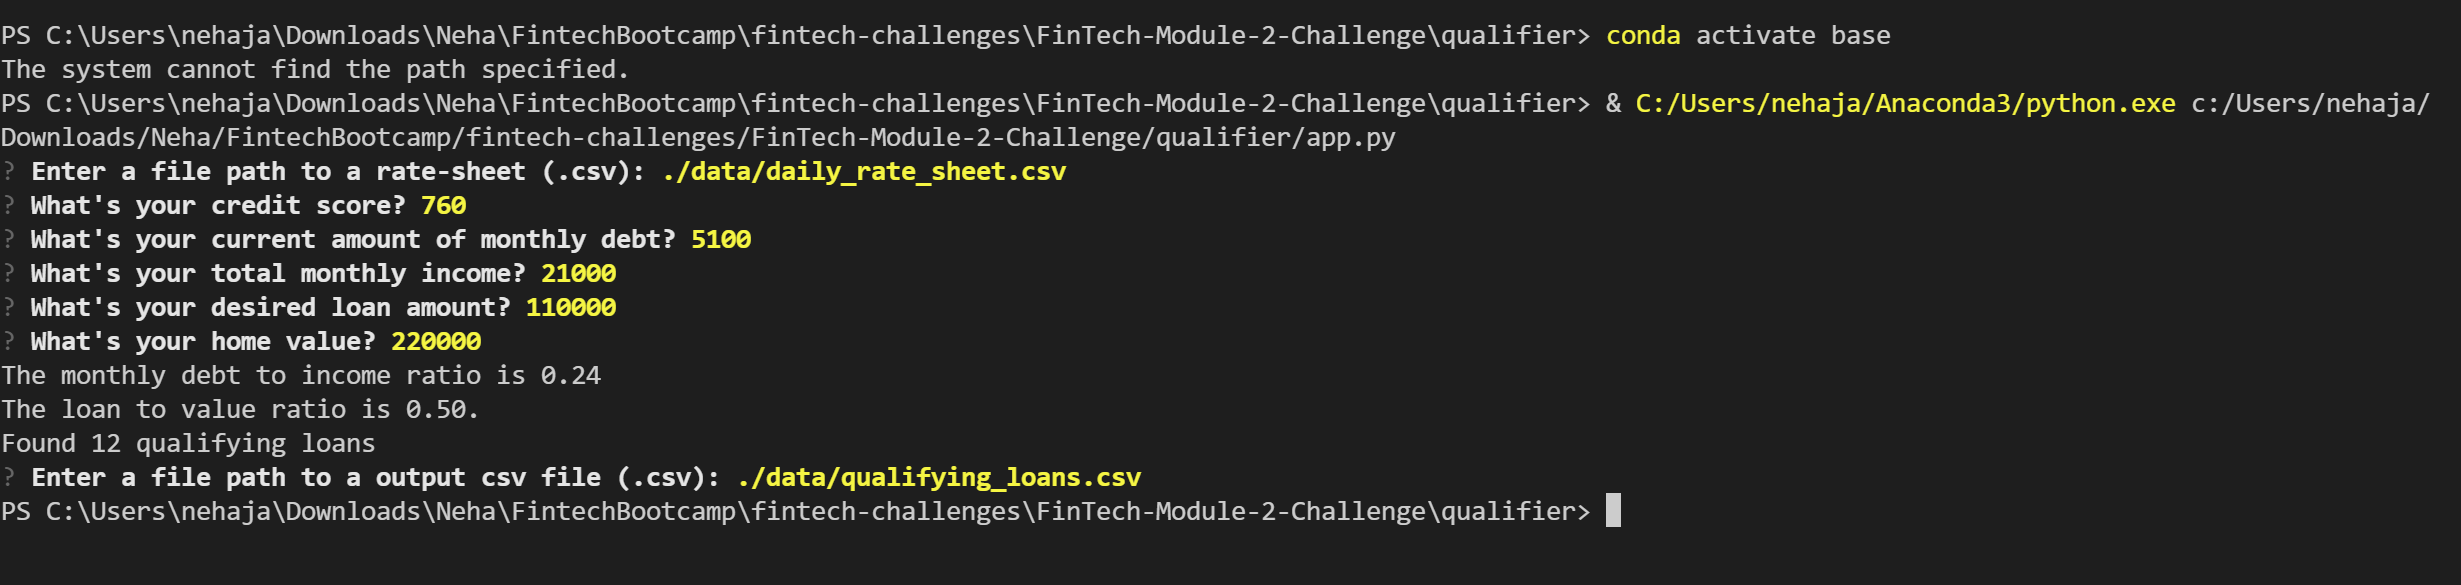 PS C:\Users\nehaja\Downloads\Neha\FintechBootcamp\fintech-challenges\FinTech-Module-2-Challenge\qualifier> conda activate base
The system cannot find the path specified.
PS C:\Users\nehaja\Downloads\Neha\FintechBootcamp\fintech-challenges\FinTech-Module-2-Challenge\qualifier> & C:/Users/nehaja/Anaconda3/python.exe c:/Users/nehaja/
Downloads/Neha/FintechBootcamp/fintech-challenges/FinTech-Module-2-Challenge/qualifier/app.py
? Enter a file path to a rate-sheet (.csv): ./data/daily_rate_sheet.csv
? What's your credit score? 760
? What's your current amount of monthly debt? 5100
? What's your total monthly income? 21000
? What's your desired loan amount? 110000
? What's your home value? 220000
The monthly debt to income ratio is 0.24
The loan to value ratio is 0.50.
Found 12 qualifying loans
? Enter a file path to a output csv file (.csv): ./data/qualifying_loans.csv
PS C:\Users\nehaja\Downloads\Neha\FintechBootcamp\fintech-challenges\FinTech-Module-2-Challenge\qualifier>